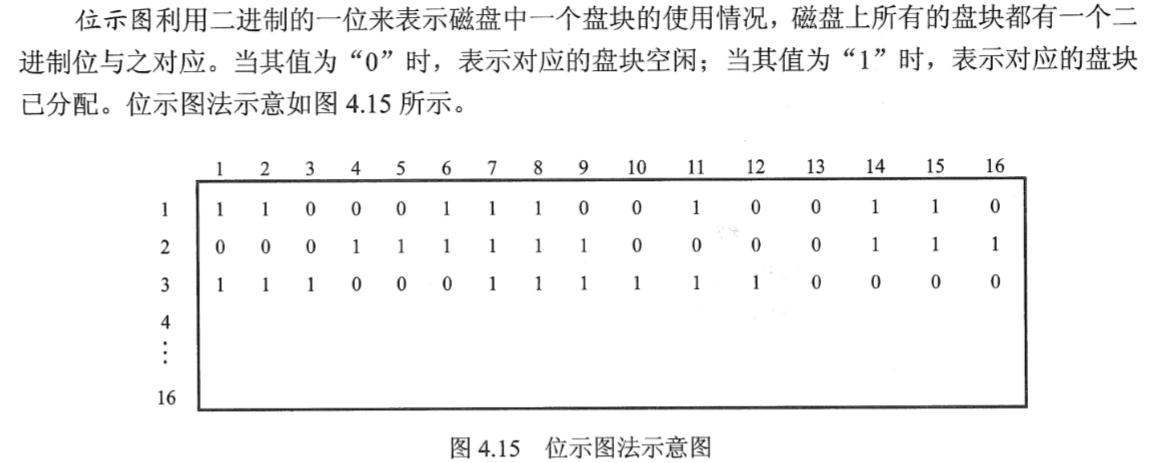 位示图利用二进制的一位来表示磁盘中一个盘块的使用情况，磁盘上所有的盘块都有一个二
进制位与之对应。当其值为“0”时，表示对应的盘块空闲；当其值为“1”时，表示对应的盘块
已分配。位示图法示意如图 4.15 所示。
1 2 3 4 5 6 7 8 9 10 11 12 13 14 15 16
1 1 1 0 0 0 1 1 1 0 0 1 0 0 1 1 0
2 0 0 0 1 1 1 1 1 1 0 0 0 0 1 1 1
3 1 1 1 0 0 0 1 1 1 1 1 1 0 0 0 0
4
⋮
16
图 4.15 位示图法示意图